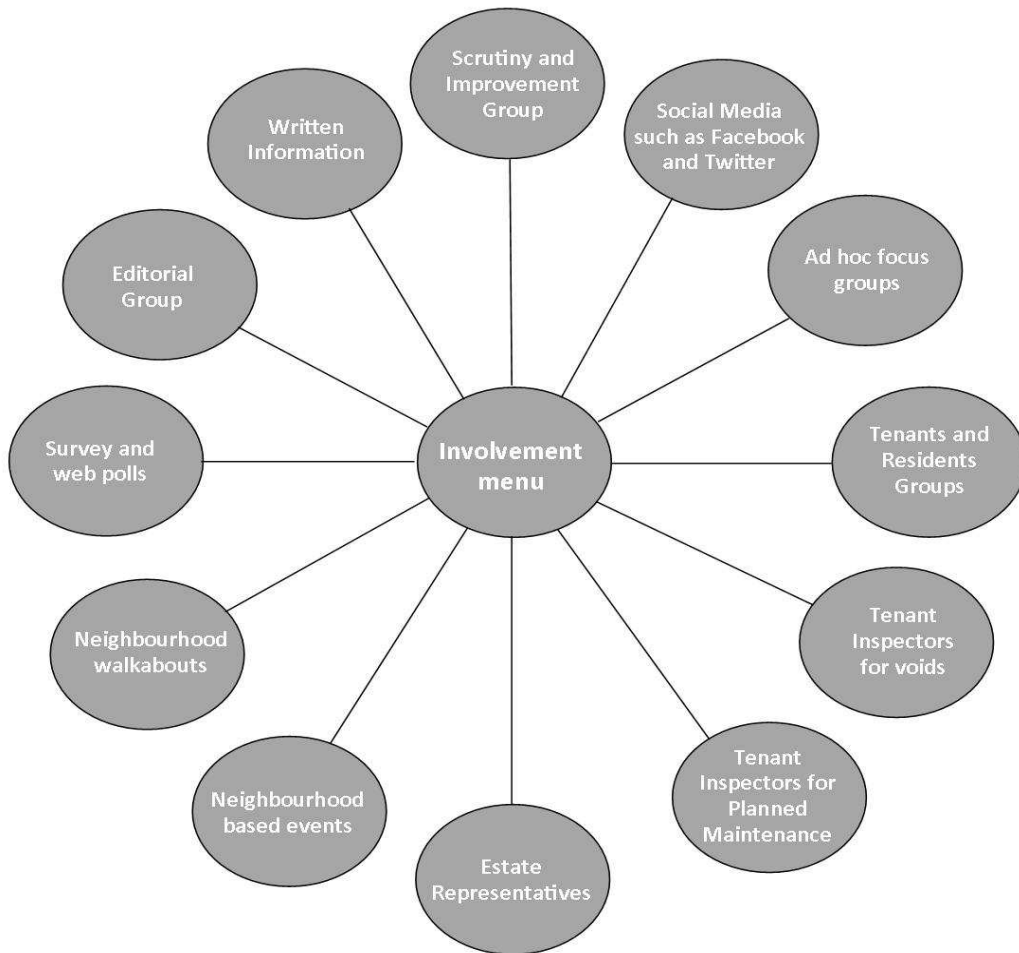 Scrutiny and
Improvement
Group
Social Media
such as Facebook
and Twitter
Ad hoc focus
groups
Tenants and
Residents
Groups
Tenant
Inspectors
for voids
Tenant
Inspectors for
Planned
Maintenance
Estate
Representatives
Neighbourhood
based events
Neighbourhood
walkabouts
Survey and
web polls
Editorial
Group
Written
Information
Involvement
menu